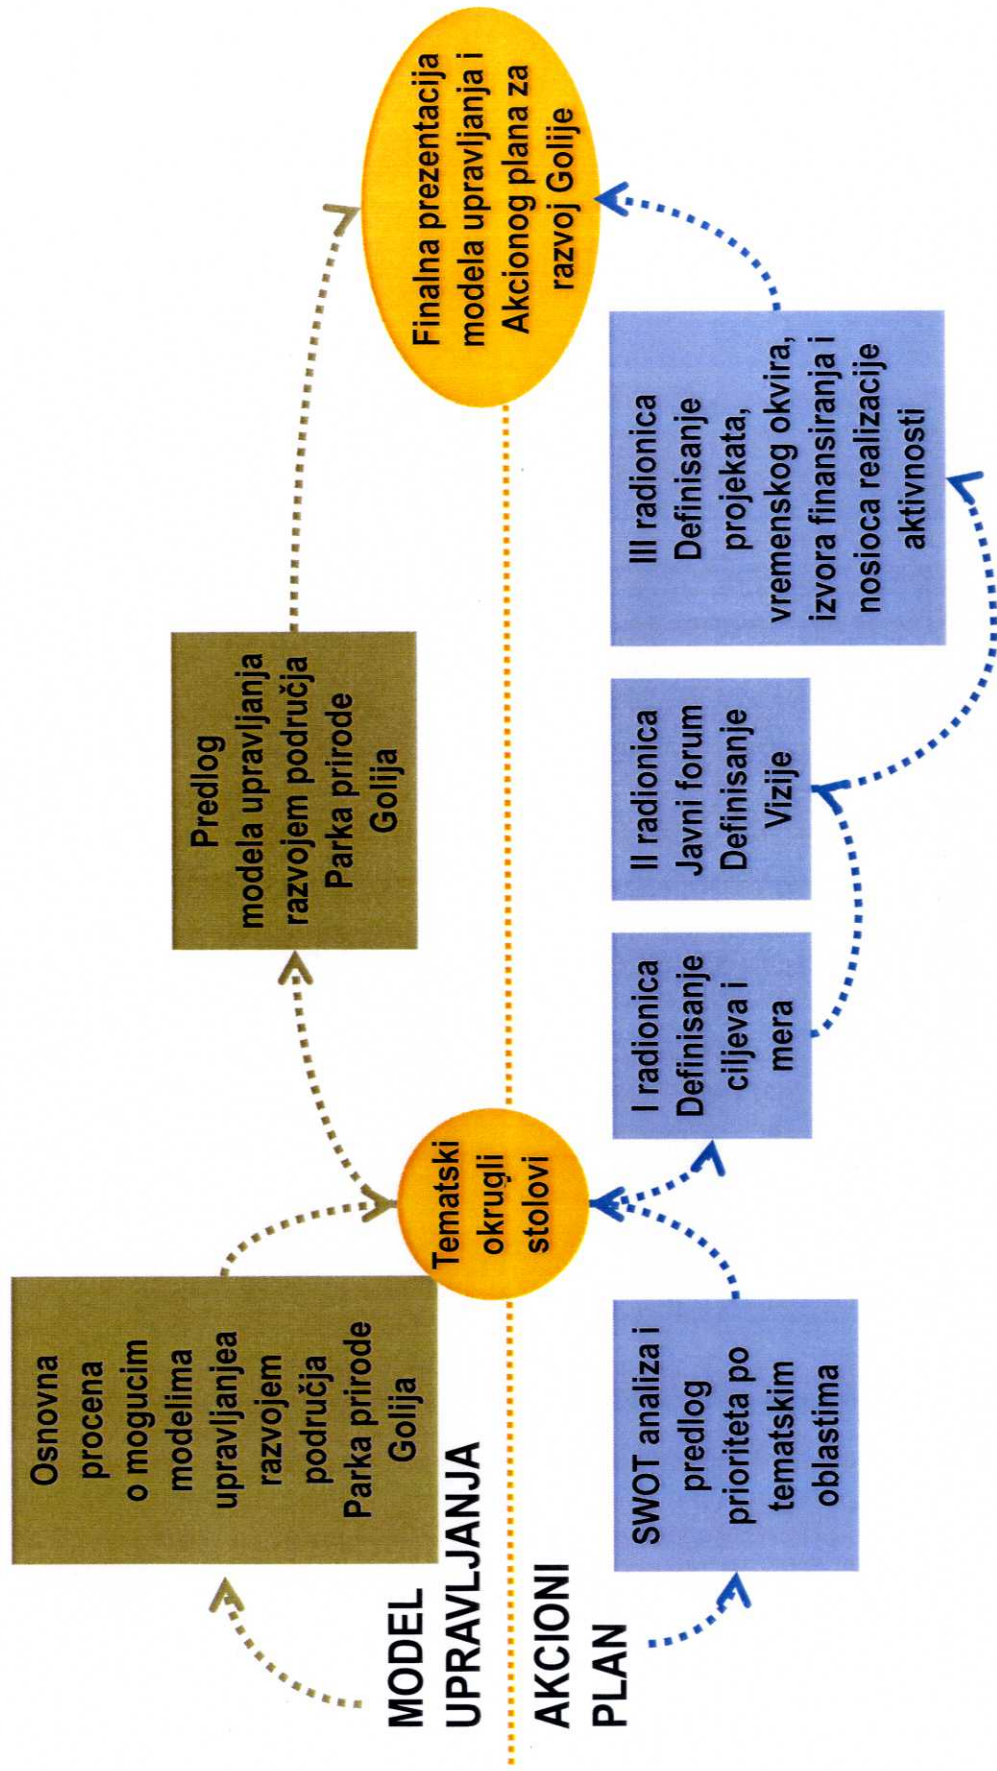 Osnovna
procena
o mogucim
modelima
upravljanjea
razvojem
područja
Parka prirode
Golija
Predlog
modela upravljanja
razvojem područja
Parka prirode
Golija
MODEL
UPRAVLJANJA
Tematski
okrugli
stolovi
Finalna prezentacija
modela upravljanja i
Akcionog plana za
razvoj Golije
AKCIONI
PLAN
SWOT analiza i
predlog
prioriteta po
tematskim
oblastima
I radionica
Definisanje
ciljeva i
mera
II radionica
Javni forum
Definisanje
Vizije
III radionica
Definisanje
projekata,
vremenskog okvira,
izvora finansiranja i
nosioca realizacije
aktivnosti